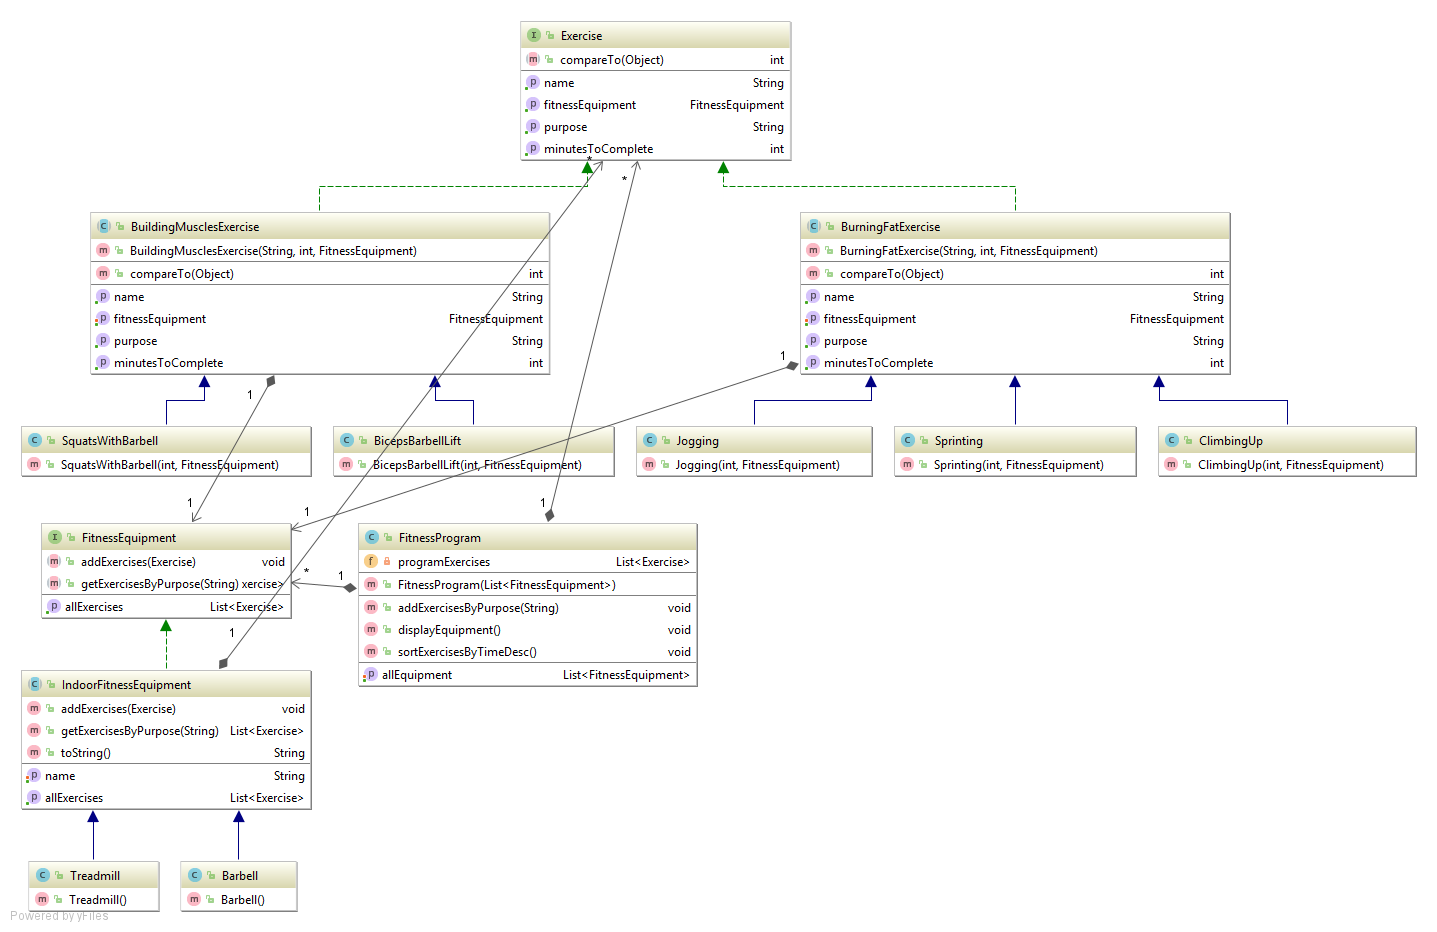 Exercise
compareTo(Object) int
name String
fitnessEquipment FitnessEquipment
purpose String
minutesToComplete int
*
*
BuildingMusclesExercise
BuildingMusclesExercise(String, int, FitnessEquipment)
compareTo(Object) int
name String
fitnessEquipment FitnessEquipment
purpose String
minutesToComplete int
1
BurningFatExercise
BurningFatExercise(String, int, FitnessEquipment)
compareTo(Object) int
name String
fitnessEquipment FitnessEquipment
purpose String
minutesToComplete int
1
SquatsWithBarbell
SquatsWithBarbell(int, FitnessEquipment)
BicepsBarbellLift
BicepsBarbellLift(int, FitnessEquipment)
Jogging
Jogging(int, FitnessEquipment)
Sprinting
Sprinting(int, FitnessEquipment)
ClimbingUp
ClimbingUp(int, FitnessEquipment)
1
1
1
FitnessEquipment
addExercises(Exercise) void
getExercisesByPurpose(String) xercise>
allExercises List<Exercise>
*
1
1
FitnessProgram
programExercises List<Exercise>
FitnessProgram(List<FitnessEquipment>)
addExercisesByPurpose(String) void
displayEquipment() void
sortExercisesByTimeDesc() void
allEquipment List<FitnessEquipment>
IndoorFitnessEquipment
addExercises(Exercise) void
getExercisesByPurpose(String) List<Exercise>
toString() String
name String
allExercises List<Exercise>
Treadmill
Treadmill()
Barbell
Barbell()
Powered by yFiles